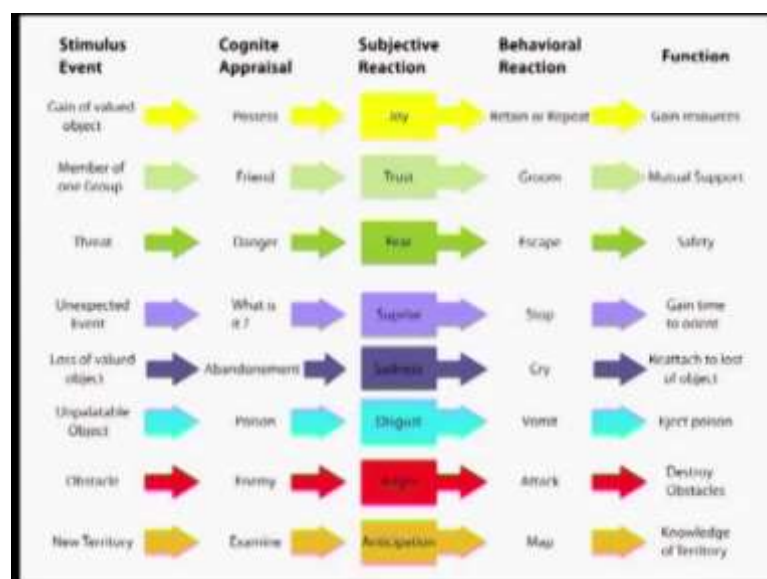 Stimulus
Event
Cognite
Appraisal
Subjective
Reaction
Behavioral
Reaction
Function
Gain of valued
object
Possess
Joy
Retain or Repeat
Gain resources
Member of
one Group
Friend
Trust
Groom
Mutual Support
Threat
Danger
Fear
Escape
Safety
Unexpected
Event
What is
it ?
Suprise
Stop
Gain time
to orient
Loss of valued
object
Abandonement
Sadness
Cry
Reattach to lost
of object
Unpalatable
Object
Poison
Disgust
Vomit
Eject poison
Obstacle
Enemy
Anger
Attack
Destroy
Obstacles
New Territory
Examine
Anticipation
Map
Knowledge
of Territory